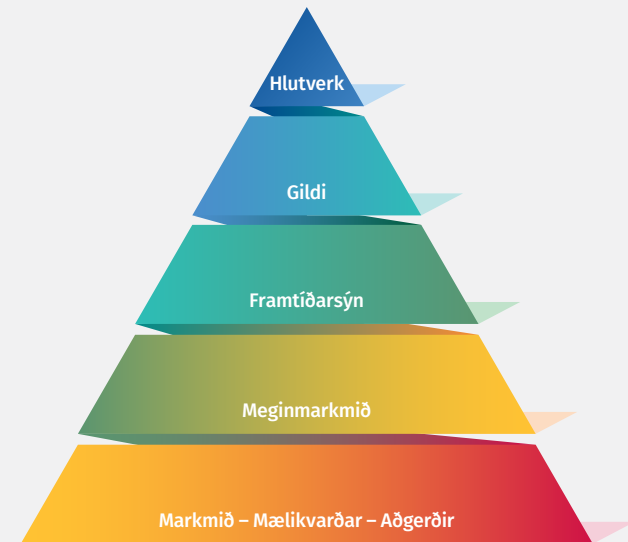 Hlutverk
Gildi
Framtíðarsýn
Meginmarkmið
Markmið – Mælikvarðar – Aðgerðir